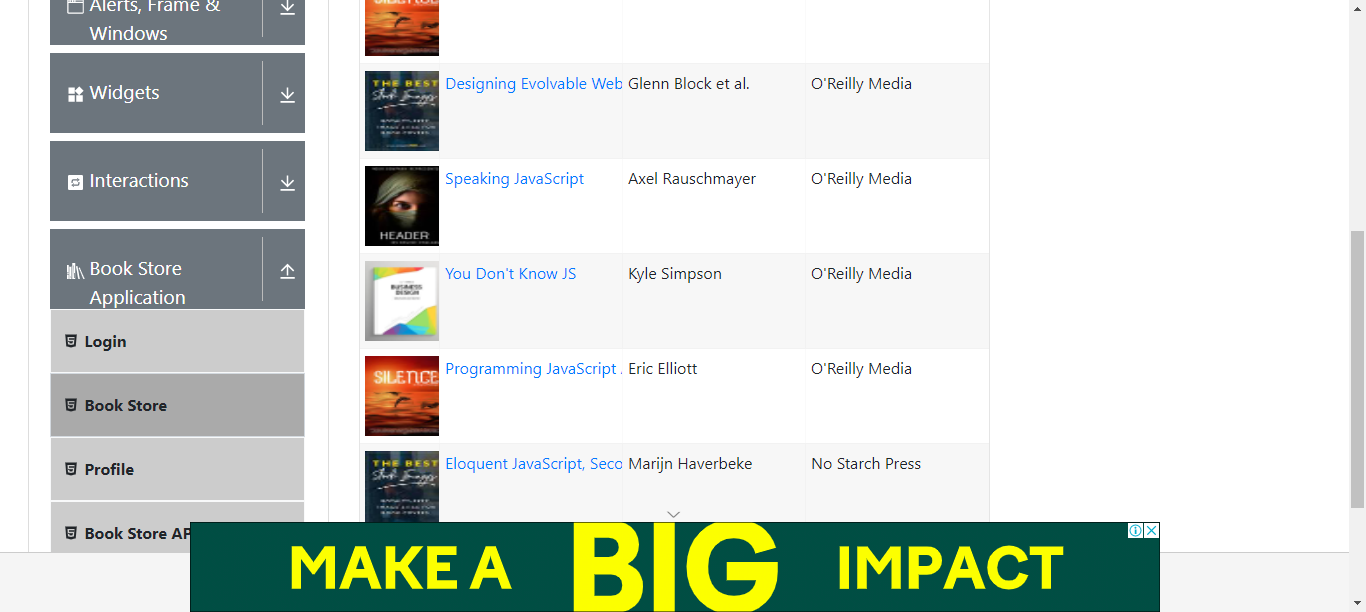 Alerts, Frame &
Windows
Widgets
Interactions
Book Store
Application
Login
Book Store
Profile
Book Store AP
SILENCE
THE BEST
Designing Evolvable Web
Glenn Block et al.
O'Reilly Media
HEADER
Speaking JavaScript
Axel Rauschmayer
O'Reilly Media
BUSINESS
DESIGN
You Don't Know JS
Kyle Simpson
O'Reilly Media
SILENCE
Programming JavaScript
Eric Elliott
O'Reilly Media
THE BEST
Eloquent JavaScript, Seco
Marijn Haverbeke
No Starch Press
MAKE A BIG IMPACT